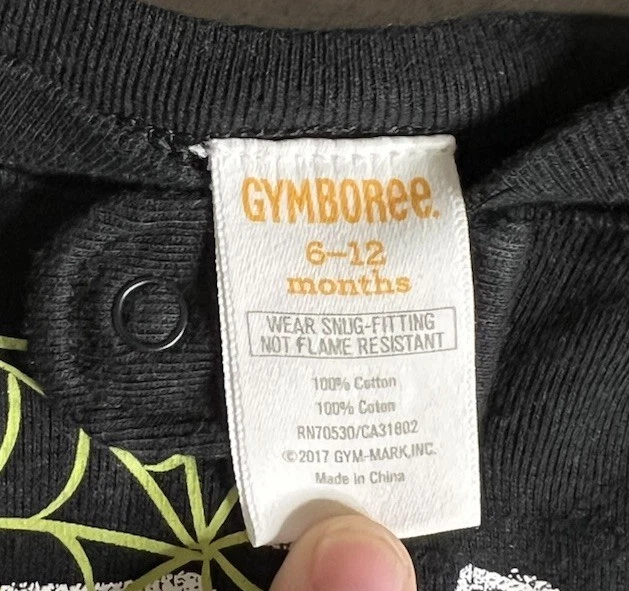 GYMBORee.
6-12
months
WEAR SNUG-FITTING
NOT FLAME RESISTANT
100% Cotton
100% Coton
RN70530/CA31802
©2017 GYM-MARK,INC.
Made in China